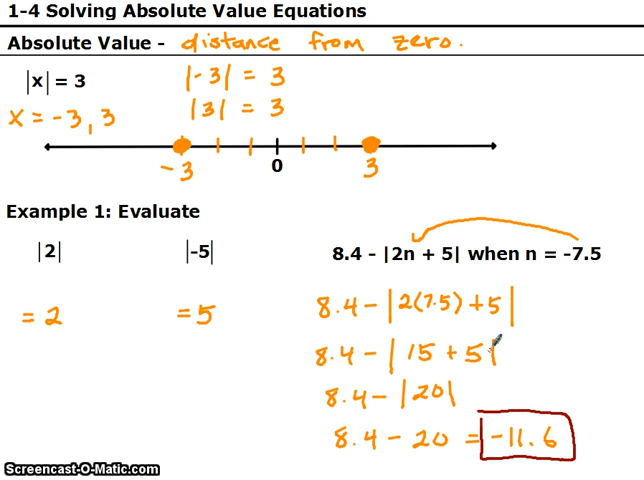 1-4 Solving Absolute Value Equations
Absolute Value - distance from zero.
|x| = 3
|-3| = 3
|3| = 3
x = -3, 3
-3 0 3
Example 1: Evaluate
|2| |-5| 8.4 - |2n + 5| when n = -7.5
= 2 = 5 8.4 - |2(7.5) + 5|
8.4 - |15 + 5|
8.4 - |20|
8.4 - 20 = -11.6
Screencast-O-Matic.com